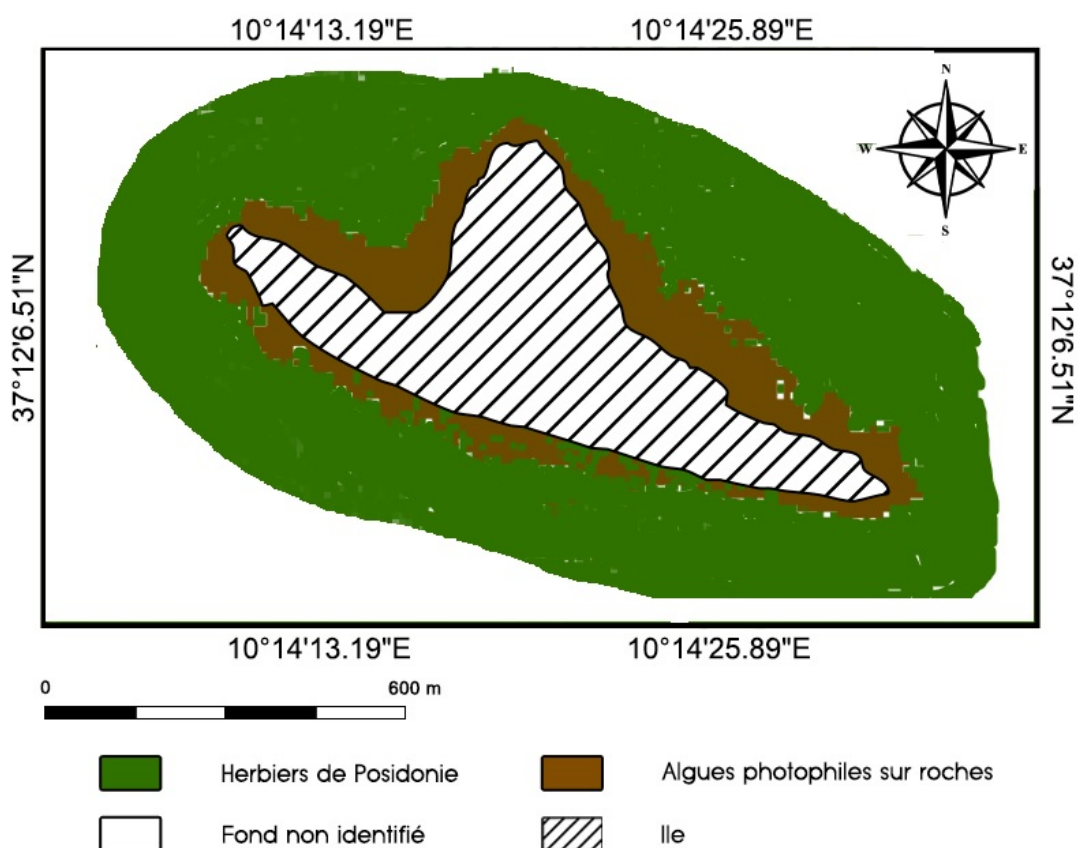 10°14'13.19"E 10°14'25.89"E
N
W E
S
37°12'6.51"N
37°12'6.51"N
10°14'13.19"E 10°14'25.89"E
0 600 m
Herbiers de Posidonie
Algues photophiles sur roches
Fond non identifié
Ile